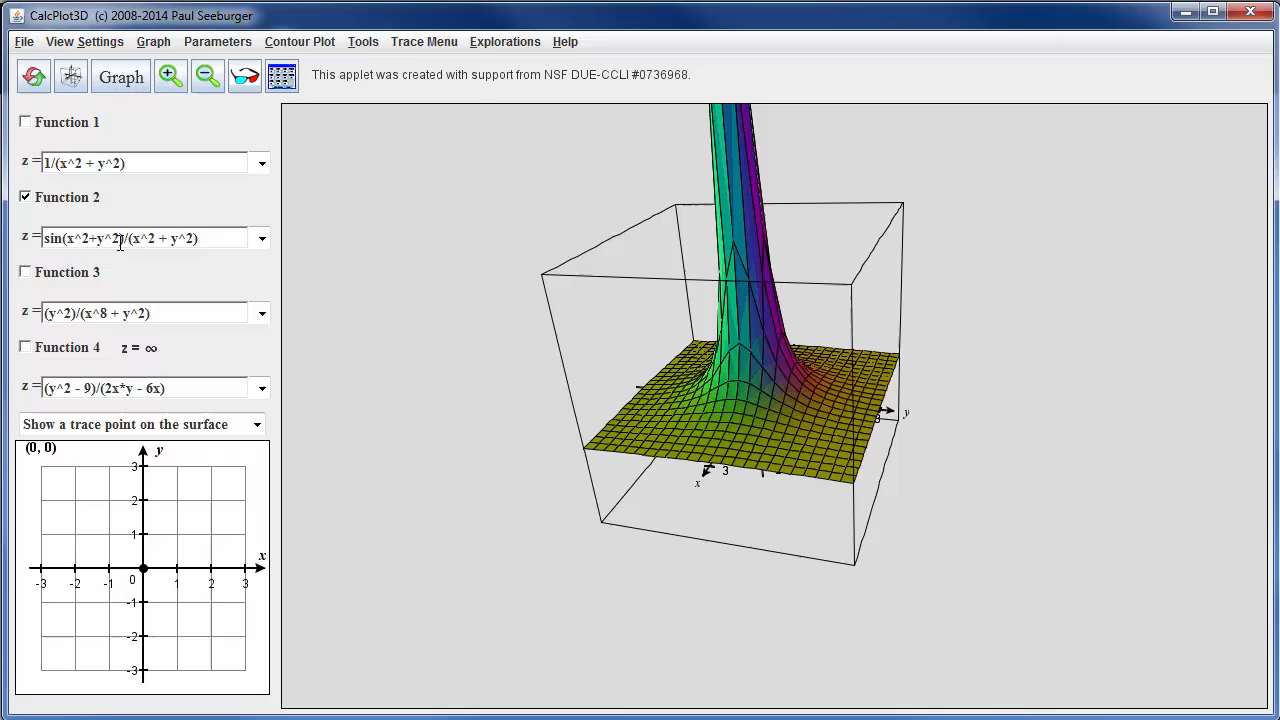 CalcPlot3D (c) 2008-2014 Paul Seeburger
File View Settings Graph Parameters Contour Plot Tools Trace Menu Explorations Help
Graph This applet was created with support from NSF DUE-CCLI #0736968.
Function 1
z = 1/(x^2 + y^2)
Function 2
z = sin(x^2+y^2)/(x^2 + y^2)
Function 3
z = (y^2)/(x^8 + y^2)
Function 4 z = ∞
z = (y^2 - 9)/(2x*y - 6x)
Show a trace point on the surface
(0, 0)
y
3
2
1
x
0
-3 -2 -1 1 2 3
-1
-2
-3
y
3
3
x